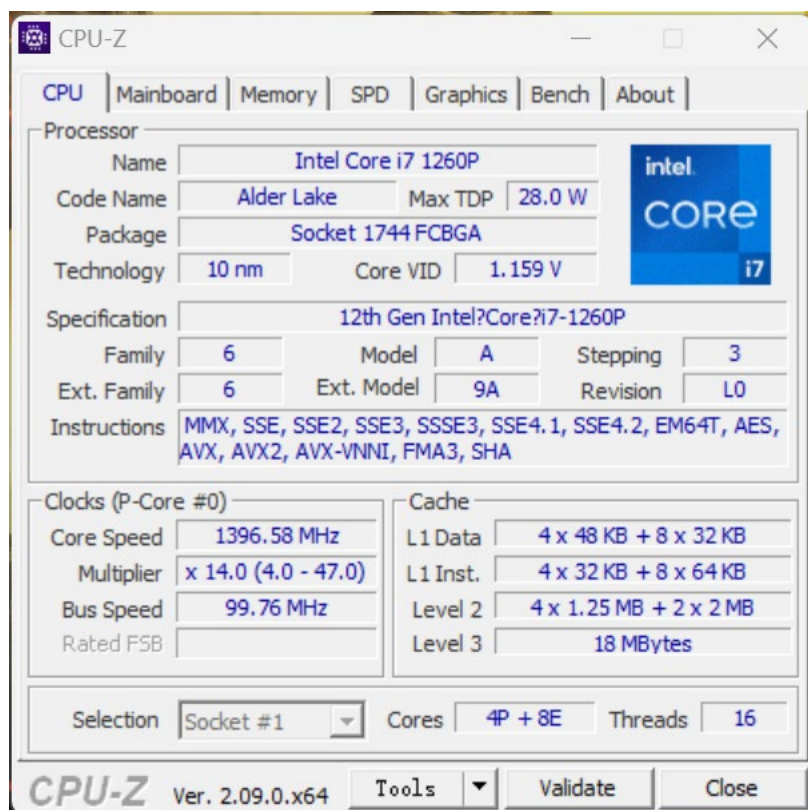 CPU-Z
CPU Mainboard Memory SPD Graphics Bench About
Processor
Name Intel Core i7 1260P
Code Name Alder Lake Max TDP 28.0 W
Package Socket 1744 FCBGA
Technology 10 nm Core VID 1.159 V
intel.
CORE
i7
Specification 12th Gen Intel?Core?i7-1260P
Family 6 Model A Stepping 3
Ext. Family 6 Ext. Model 9A Revision L0
Instructions MMX, SSE, SSE2, SSE3, SSSE3, SSE4.1, SSE4.2, EM64T, AES,
AVX, AVX2, AVX-VNNI, FMA3, SHA
Clocks (P-Core #0)
Core Speed 1396.58 MHz
Multiplier x 14.0 (4.0 - 47.0)
Bus Speed 99.76 MHz
Rated FSB
Cache
L1 Data 4 x 48 KB + 8 x 32 KB
L1 Inst. 4 x 32 KB + 8 x 64 KB
Level 2 4 x 1.25 MB + 2 x 2 MB
Level 3 18 MBytes
Selection Socket #1 Cores 4P + 8E Threads 16
CPU-Z Ver. 2.09.0.x64 Tools Validate Close